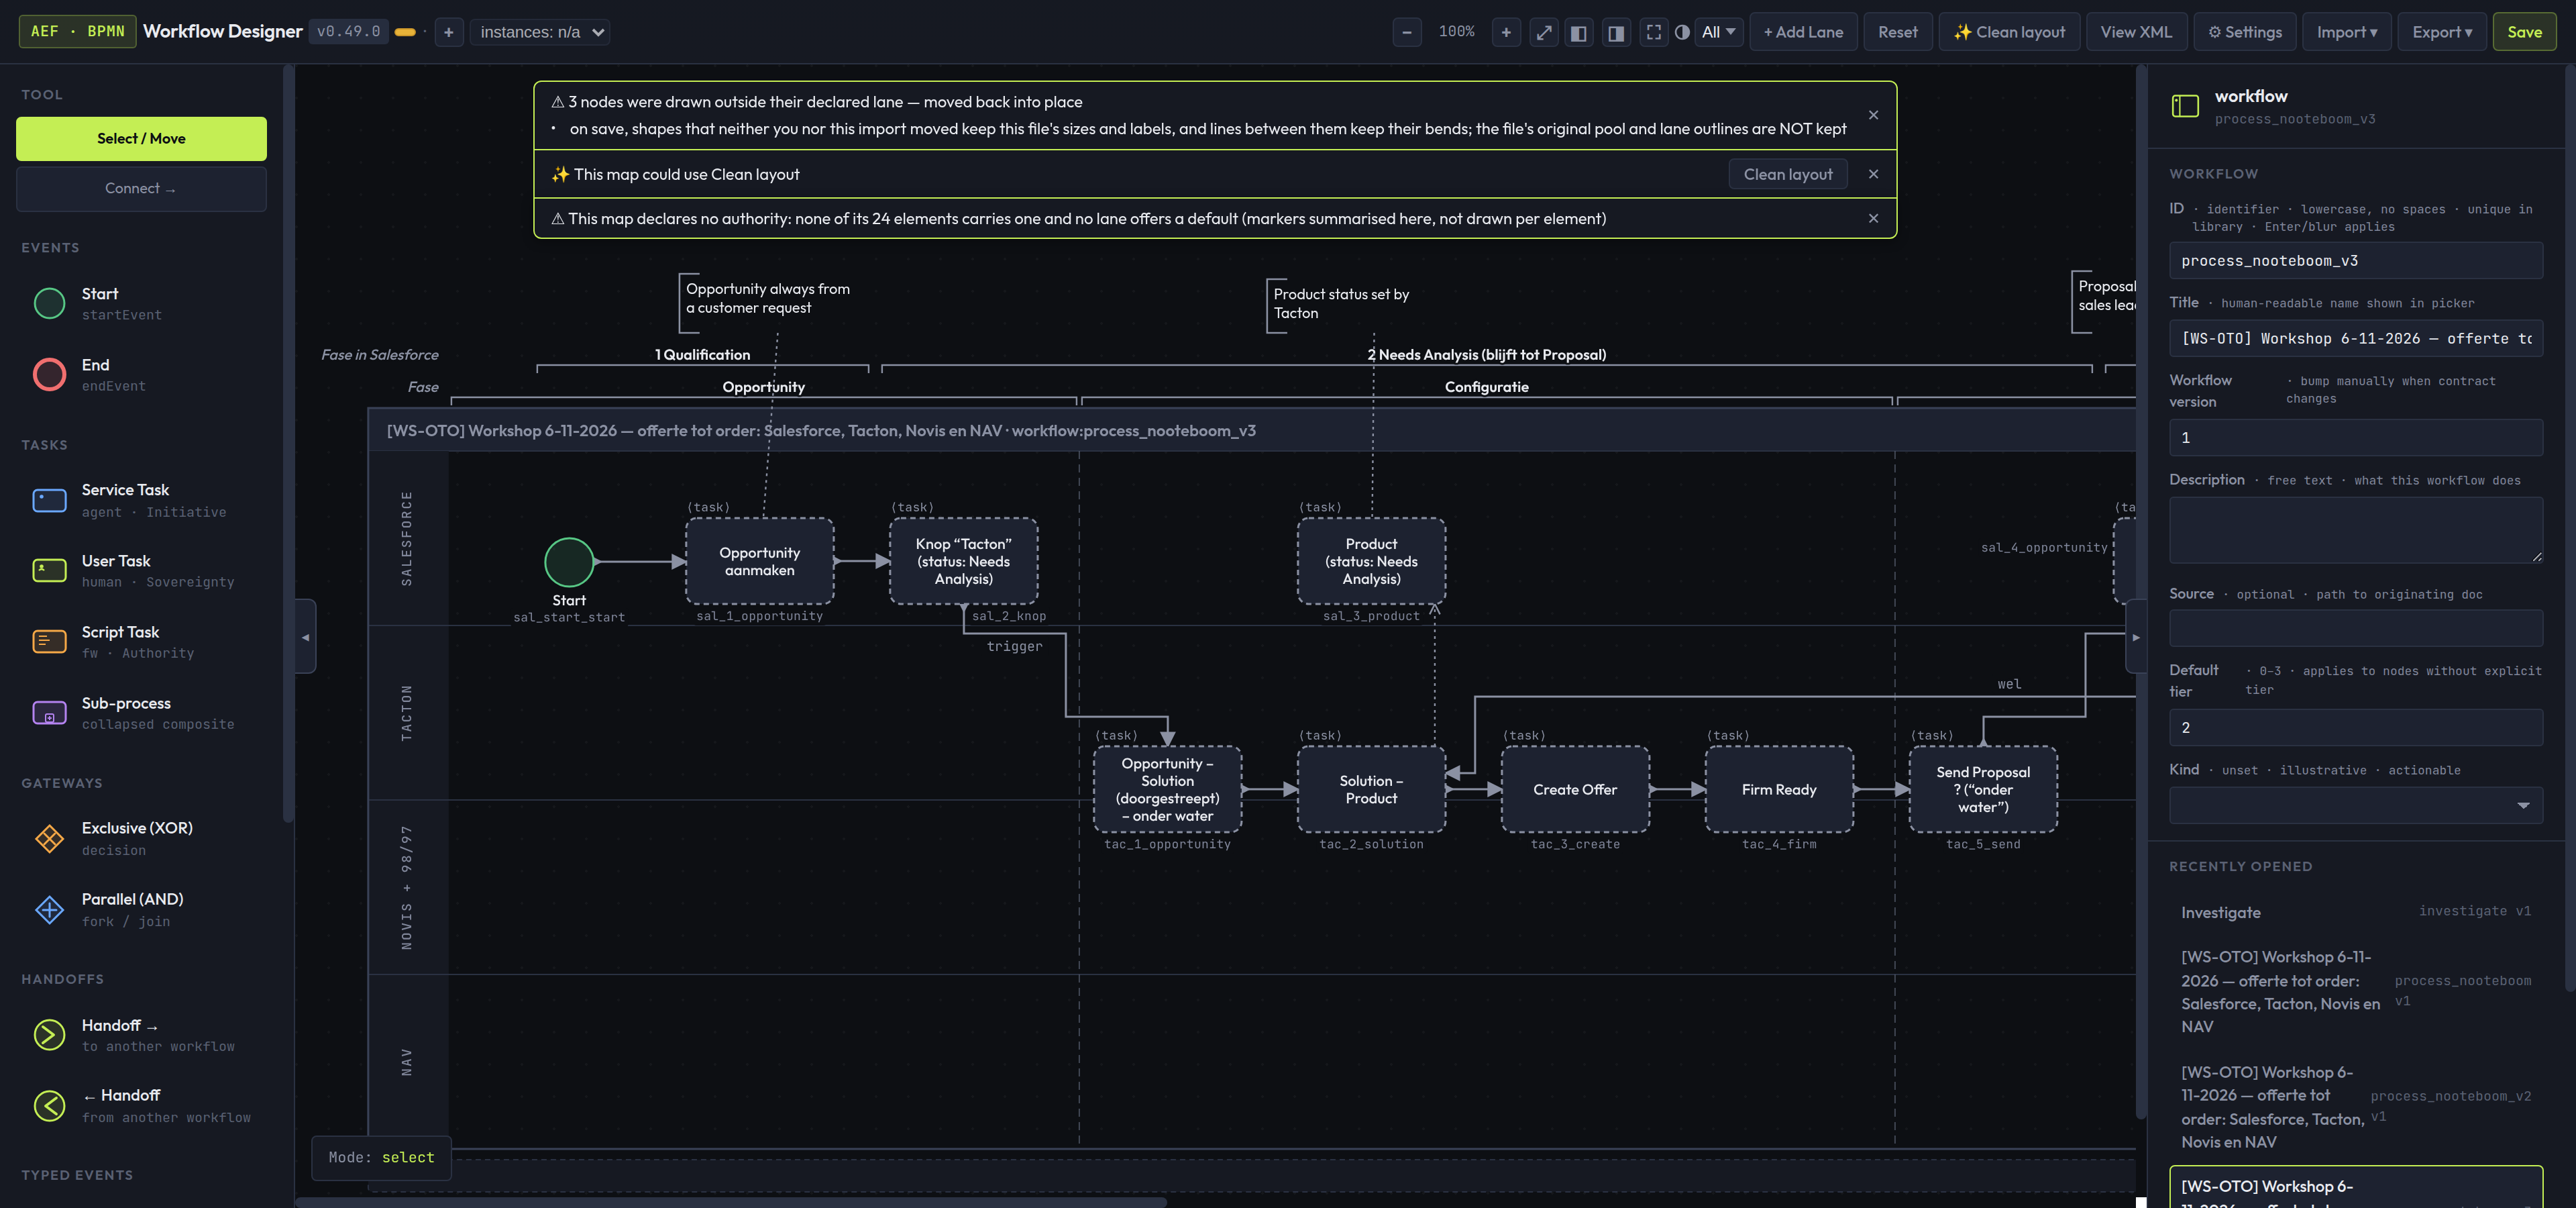 AEF · BPMN Workflow Designer v0.49.0 · + instances: n/a
− 100% + All + Add Lane Reset ✨ Clean layout View XML ⚙ Settings Import ▾ Export ▾ Save
TOOL
Select / Move
Connect →
EVENTS
Start
startEvent
End
endEvent
TASKS
Service Task
agent · Initiative
User Task
human · Sovereignty
Script Task
fw · Authority
Sub-process
collapsed composite
GATEWAYS
Exclusive (XOR)
decision
Parallel (AND)
fork / join
HANDOFFS
Handoff →
to another workflow
← Handoff
from another workflow
TYPED EVENTS
⚠ 3 nodes were drawn outside their declared lane — moved back into place
• on save, shapes that neither you nor this import moved keep this file's sizes and labels, and lines between them keep their bends; the file's original pool and lane outlines are NOT kept
✨ This map could use Clean layout
Clean layout
⚠ This map declares no authority: none of its 24 elements carries one and no lane offers a default (markers summarised here, not drawn per element)
Opportunity always from
a customer request
Product status set by
Tacton
Proposal
sales lea
Fase in Salesforce
1 Qualification
2 Needs Analysis (blijft tot Proposal)
Fase
Opportunity
Configuratie
[WS-OTO] Workshop 6-11-2026 — offerte tot order: Salesforce, Tacton, Novis en NAV · workflow:process_nooteboom_v3
SALESFORCE
Start
sal_start_start
(task)
Opportunity
aanmaken
sal_1_opportunity
(task)
Knop “Tacton”
(status: Needs
Analysis)
sal_2_knop
trigger
(task)
Product
(status: Needs
Analysis)
sal_3_product
(ta
sal_4_opportunity
TACTON
wel
(task)
Opportunity –
Solution
(doorgestreept)
– onder water
tac_1_opportunity
(task)
Solution –
Product
tac_2_solution
(task)
Create Offer
tac_3_create
(task)
Firm Ready
tac_4_firm
(task)
Send Proposal
? (“onder
water”)
tac_5_send
NOVIS + 98/97
NAV
Mode: select
workflow
process_nooteboom_v3
WORKFLOW
ID · identifier · lowercase, no spaces · unique in
library · Enter/blur applies
process_nooteboom_v3
Title · human-readable name shown in picker
[WS-OTO] Workshop 6-11-2026 — offerte to
Workflow version · bump manually when contract changes
1
Description · free text · what this workflow does
Source · optional · path to originating doc
Default tier · 0–3 · applies to nodes without explicit tier
2
Kind · unset · illustrative · actionable
RECENTLY OPENED
Investigate
investigate v1
[WS-OTO] Workshop 6-11-
2026 — offerte tot order:
Salesforce, Tacton, Novis en
NAV
process_nooteboom
v1
[WS-OTO] Workshop 6-
11-2026 — offerte tot
order: Salesforce, Tacton,
Novis en NAV
process_nooteboom_v2
v1
[WS-OTO] Workshop 6-